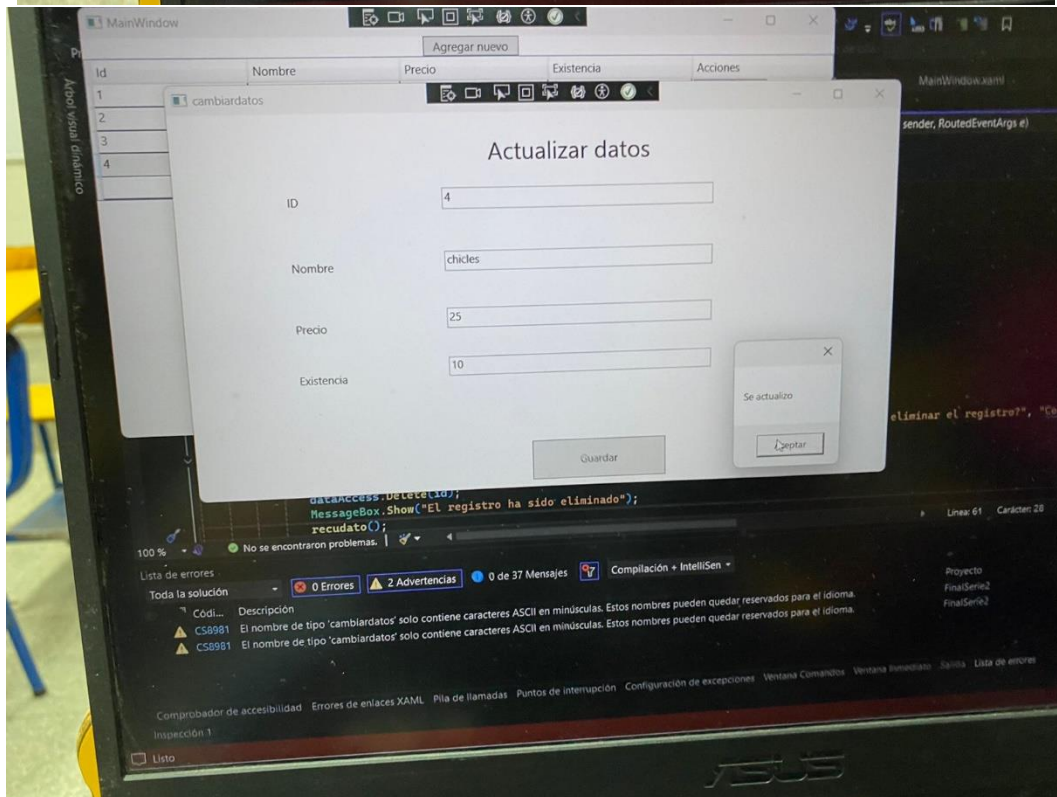 MainWindow
Agregar nuevo
Id Nombre Precio Existencia Acciones
1
2
3
4
Árbol visual dinámico
MainWindow.xaml
sender, RoutedEventArgs e)
cambiardatos
Actualizar datos
ID 4
Nombre chicles
Precio 25
Existencia 10
Se actualizo
Aceptar
Guardar
eliminar el registro?", "Co
dataAccess.Delete(id);
MessageBox.Show("El registro ha sido eliminado");
recudato();
100 % No se encontraron problemas. Línea: 61 Carácter: 28
Lista de errores
Toda la solución 0 Errores 2 Advertencias 0 de 37 Mensajes Compilación + IntelliSen
Códi... Descripción Proyecto
CS8981 El nombre de tipo 'cambiardatos' solo contiene caracteres ASCII en minúsculas. Estos nombres pueden quedar reservados para el idioma. FinalSerie2
CS8981 El nombre de tipo 'cambiardatos' solo contiene caracteres ASCII en minúsculas. Estos nombres pueden quedar reservados para el idioma. FinalSerie2
Comprobador de accesibilidad Errores de enlaces XAML Pila de llamadas Puntos de interrupción Configuración de excepciones Ventana Comandos Ventana Inmediato Salida Lista de errores
Inspección 1
Listo
ASUS